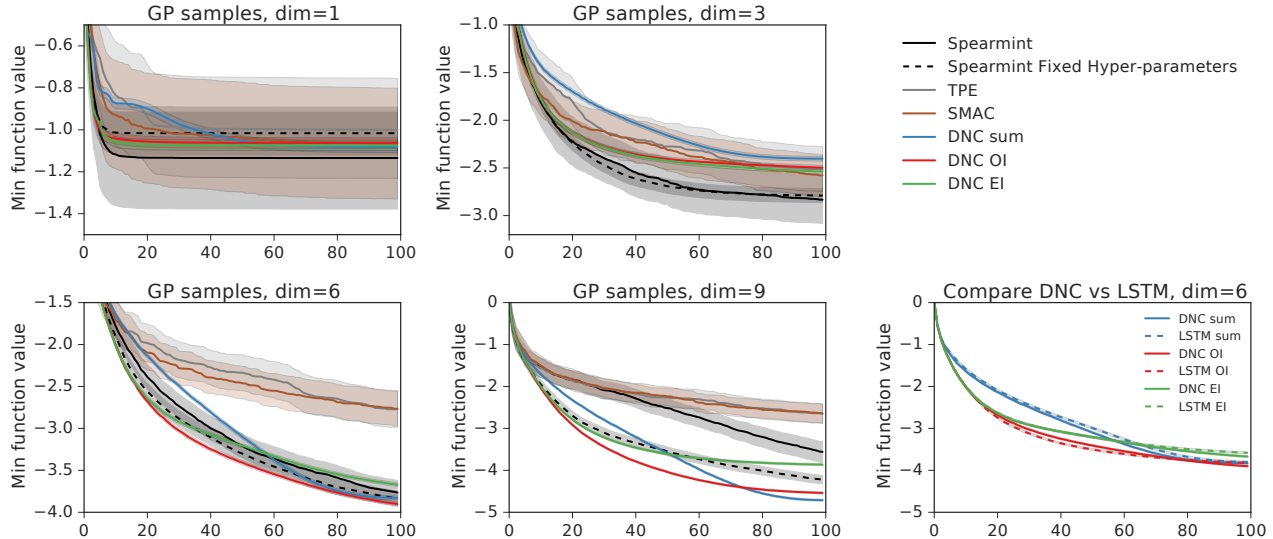 GP samples, dim=1
Min function value
−0.6
−0.8
−1.0
−1.2
−1.4
0 20 40 60 80 100
GP samples, dim=3
Min function value
−1.0
−1.5
−2.0
−2.5
−3.0
0 20 40 60 80 100
Spearmint
Spearmint Fixed Hyper-parameters
TPE
SMAC
DNC sum
DNC OI
DNC EI
GP samples, dim=6
Min function value
−1.5
−2.0
−2.5
−3.0
−3.5
−4.0
0 20 40 60 80 100
GP samples, dim=9
Min function value
0
−1
−2
−3
−4
−5
0 20 40 60 80 100
Compare DNC vs LSTM, dim=6
Min function value
0
−1
−2
−3
−4
−5
0 20 40 60 80 100
DNC sum
LSTM sum
DNC OI
LSTM OI
DNC EI
LSTM EI